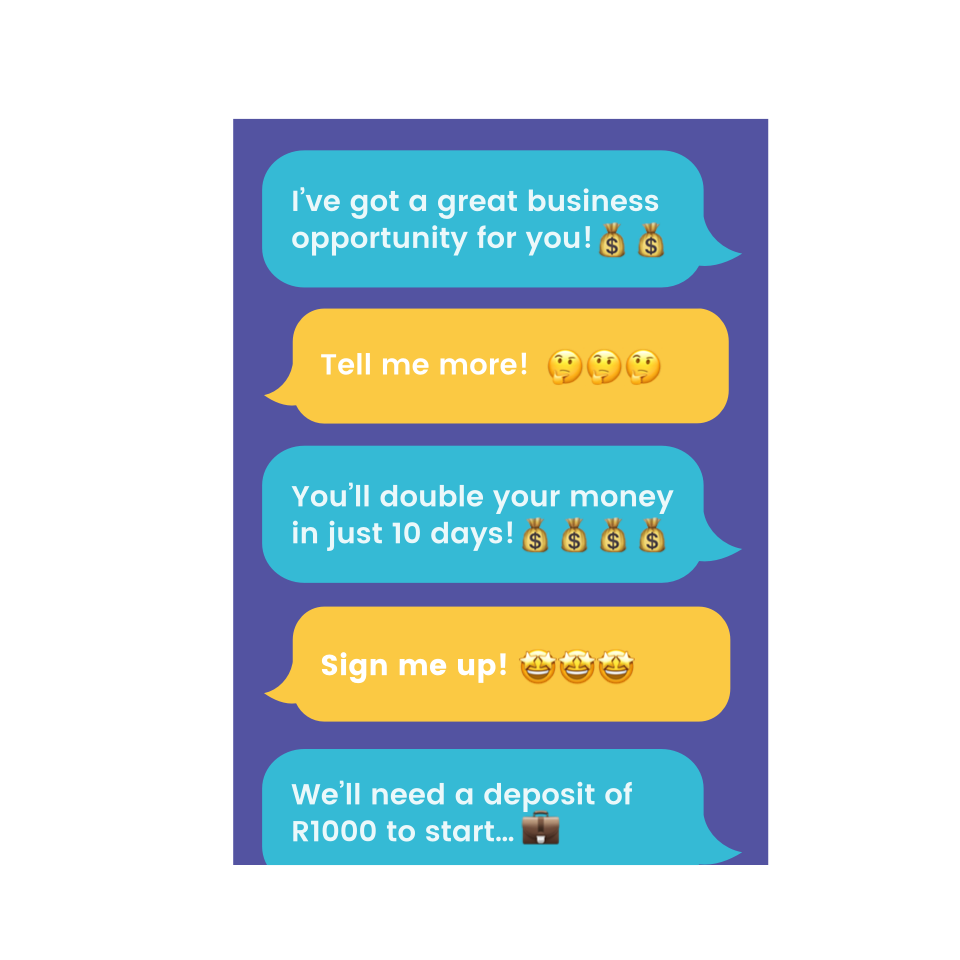 I’ve got a great business
opportunity for you!💰 💰
Tell me more! 🤔🤔🤔
You’ll double your money
in just 10 days!💰 💰 💰 💰
Sign me up! 🤩🤩🤩
We’ll need a deposit of
R1000 to start... 💼